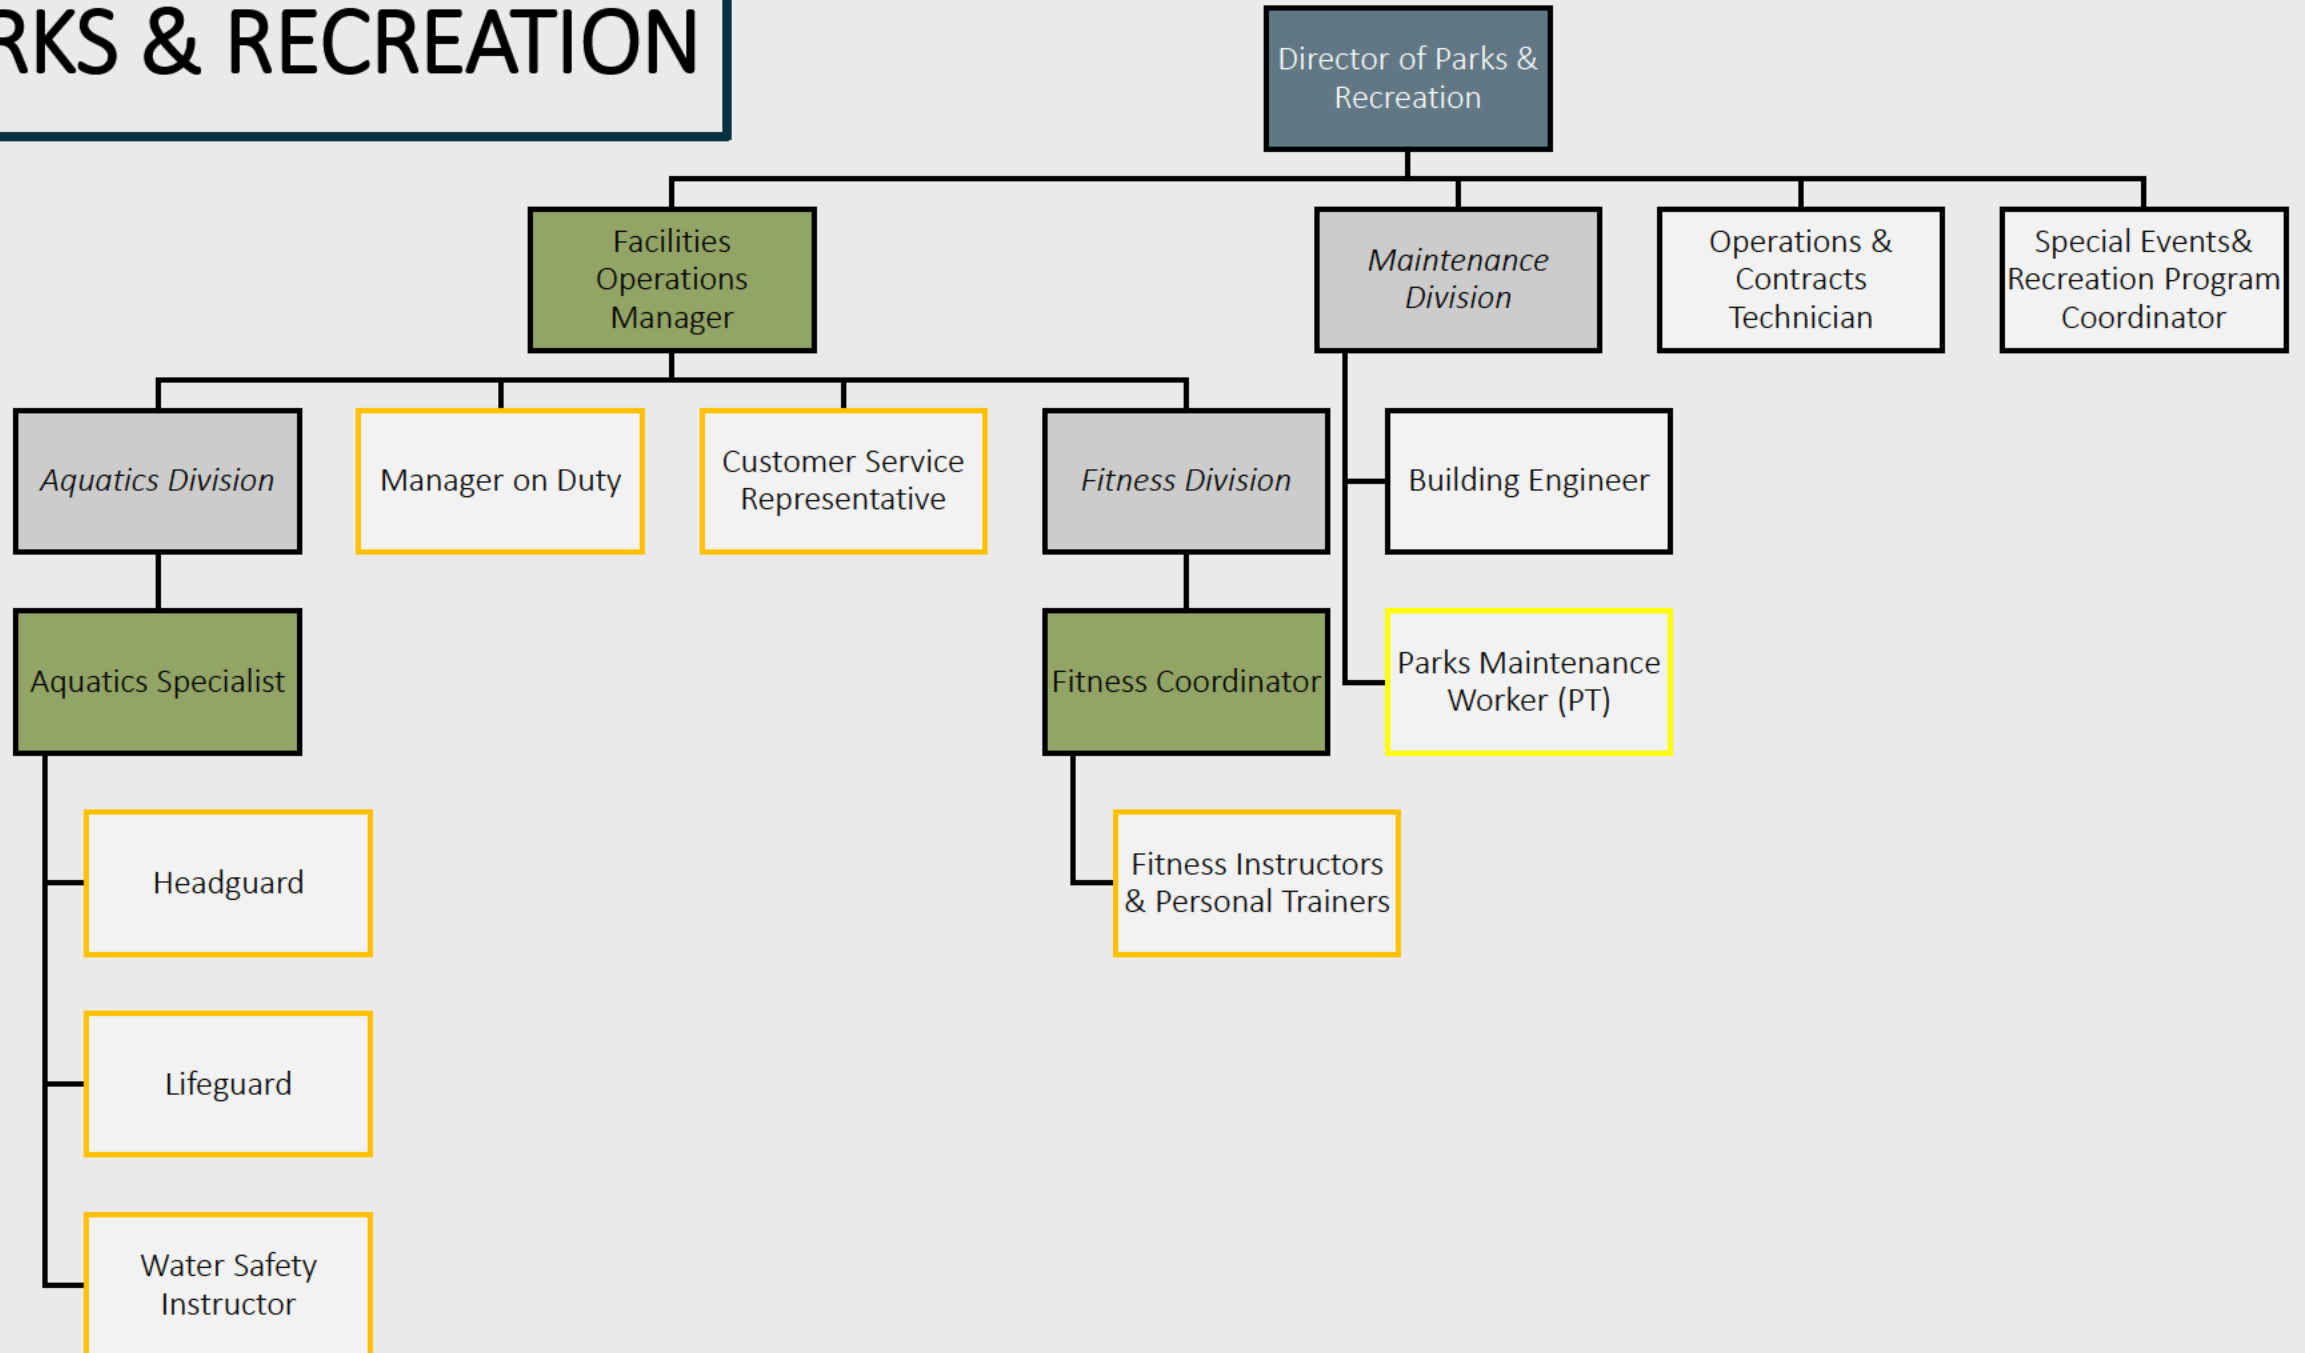 RKS & RECREATION
Director of Parks &
Recreation
Facilities
Operations
Manager
Maintenance
Division
Operations &
Contracts
Technician
Special Events&
Recreation Program
Coordinator
Aquatics Division
Manager on Duty
Customer Service
Representative
Fitness Division
Building Engineer
Aquatics Specialist
Fitness Coordinator
Parks Maintenance
Worker (PT)
Headguard
Fitness Instructors
& Personal Trainers
Lifeguard
Water Safety
Instructor